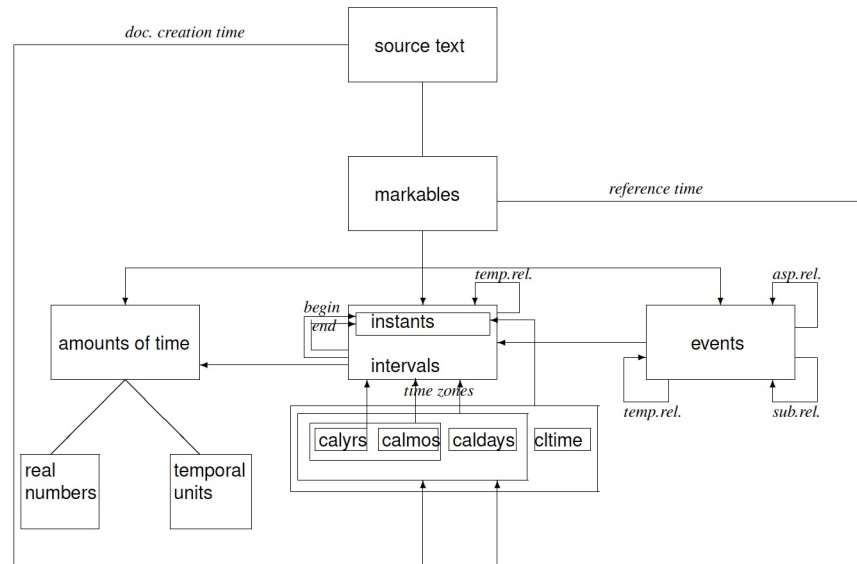 doc. creation time
source text
markables
reference time
temp.rel.
asp.rel.
begin
end
instants
amounts of time
intervals
events
time zones
temp.rel.
sub.rel.
calyrs
calmos
caldays
cltime
real
numbers
temporal
units